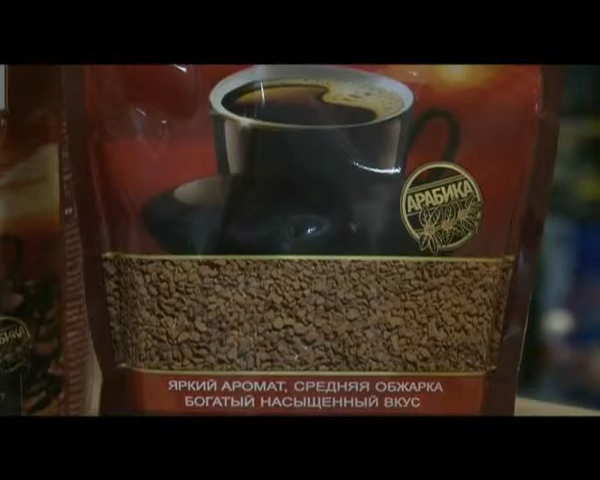 АРАБИКА
ЯРКИЙ АРОМАТ, СРЕДНЯЯ ОБЖАРКА
БОГАТЫЙ НАСЫЩЕННЫЙ ВКУС